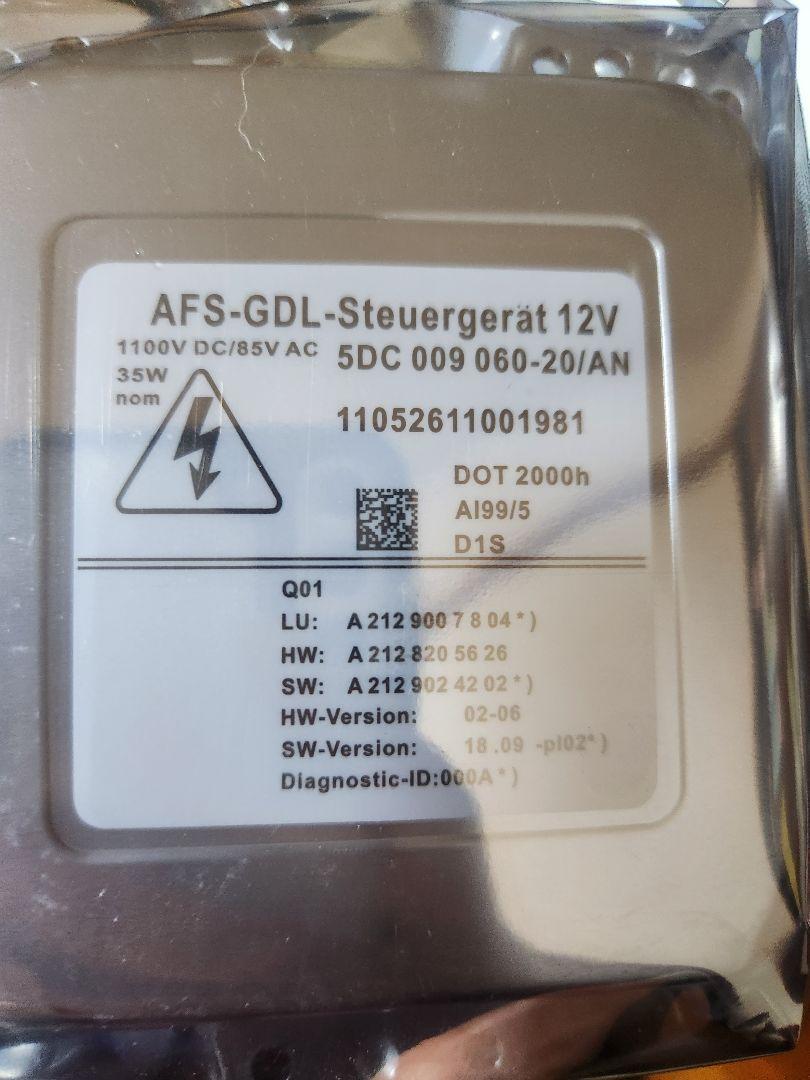 AFS-GDL-Steuergerät 12V
1100V DC/85V AC
5DC 009 060-20/AN
35W
nom
11052611001981
DOT 2000h
AI99/5
D1S
Q01
LU: A 212 900 7 8 04 *)
HW: A 212 820 56 26
SW: A 212 902 42 02 *)
HW-Version: 02-06
SW-Version: 18 .09 -pl02*)
Diagnostic-ID:000A *)